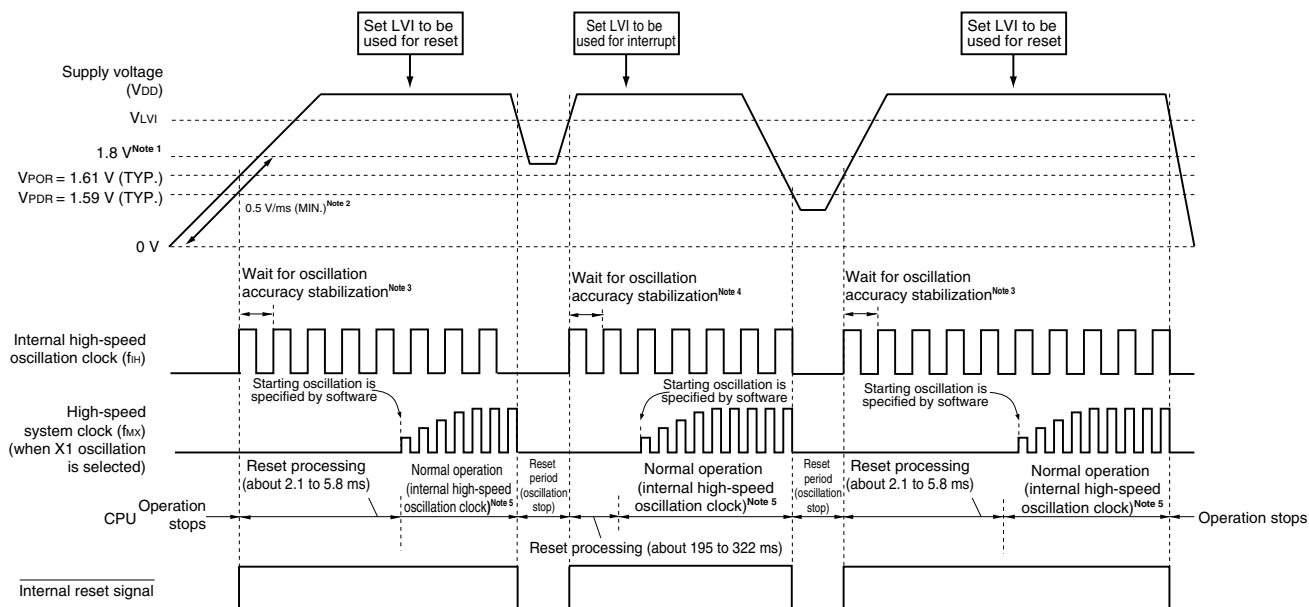 Set LVI to be
used for reset
Set LVI to be
used for interrupt
Set LVI to be
used for reset
Supply voltage
(VDD)
VLVI
1.8 V Note 1
VPOR = 1.61 V (TYP.)
VPDR = 1.59 V (TYP.)
0.5 V/ms (MIN.) Note 2
0 V
Wait for oscillation
accuracy stabilization Note 3
Wait for oscillation
accuracy stabilization Note 4
Wait for oscillation
accuracy stabilization Note 3
Internal high-speed
oscillation clock (fIH)
Starting oscillation is
specified by software
Starting oscillation is
specified by software
Starting oscillation is
specified by software
High-speed
system clock (fMX)
(when X1 oscillation
is selected)
Reset processing
(about 2.1 to 5.8 ms)
Normal operation
(internal high-speed
oscillation clock) Note 5
Reset
period
(oscillation
stop)
Normal operation
(internal high-speed
oscillation clock) Note 5
Reset
period
(oscillation
stop)
Reset processing
(about 2.1 to 5.8 ms)
Normal operation
(internal high-speed
oscillation clock) Note 5
CPU
Operation
stops
Operation stops
Reset processing (about 195 to 322 ms)
Internal reset signal